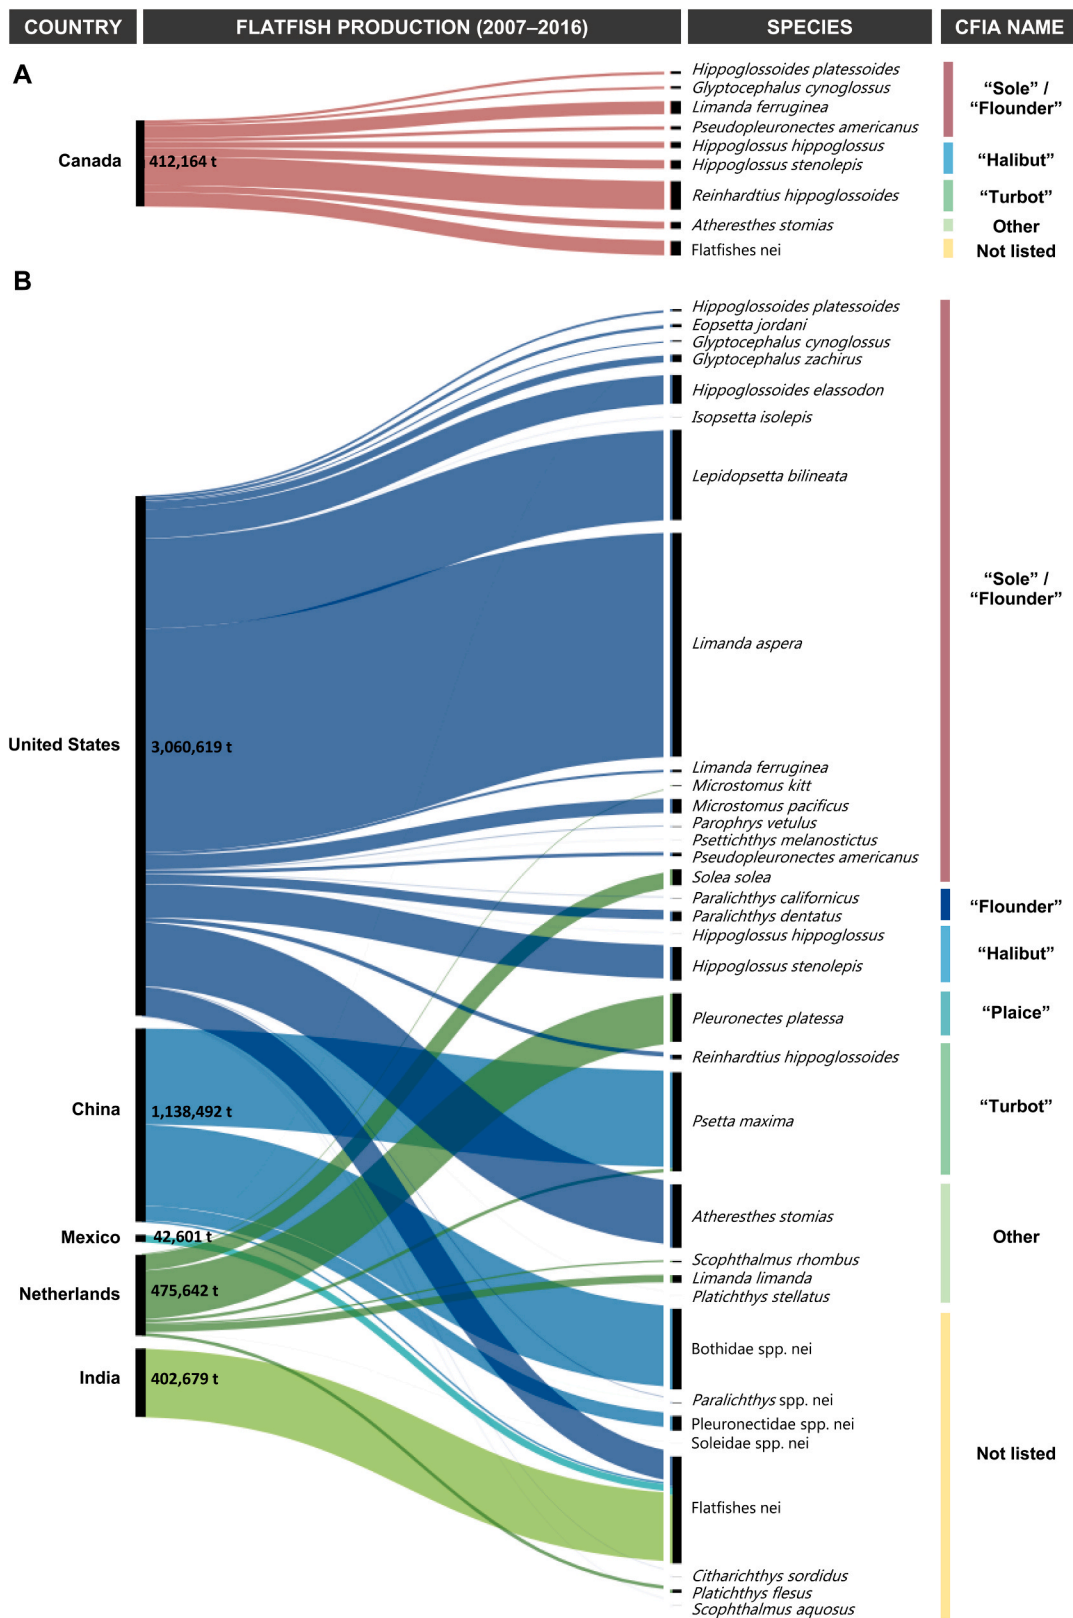 COUNTRY FLATFISH PRODUCTION (2007–2016) SPECIES CFIA NAME
A
Canada
412,164 t
Hippoglossoides platessoides
Glyptocephalus cynoglossus
Limanda ferruginea
Pseudopleuronectes americanus
Hippoglossus hippoglossus
Hippoglossus stenolepis
Reinhardtius hippoglossoides
Atheresthes stomias
Flatfishes nei
“Sole” /
“Flounder”
“Halibut”
“Turbot”
Other
Not listed
B
United States
3,060,619 t
China
1,138,492 t
Mexico
42,601 t
Netherlands
475,642 t
India
402,679 t
Hippoglossoides platessoides
Eopsetta jordani
Glyptocephalus cynoglossus
Glyptocephalus zachirus
Hippoglossoides elassodon
Isopsetta isolepis
Lepidopsetta bilineata
Limanda aspera
Limanda ferruginea
Microstomus kitt
Microstomus pacificus
Parophrys vetulus
Psettichthys melanostictus
Pseudopleuronectes americanus
Solea solea
Paralichthys californicus
Paralichthys dentatus
Hippoglossus hippoglossus
Hippoglossus stenolepis
Pleuronectes platessa
Reinhardtius hippoglossoides
Psetta maxima
Atheresthes stomias
Scophthalmus rhombus
Limanda limanda
Platichthys stellatus
Bothidae spp. nei
Paralichthys spp. nei
Pleuronectidae spp. nei
Soleidae spp. nei
Flatfishes nei
Citharichthys sordidus
Platichthys flesus
Scophthalmus aquosus
“Sole” /
“Flounder”
“Flounder”
“Halibut”
“Plaice”
“Turbot”
Other
Not listed